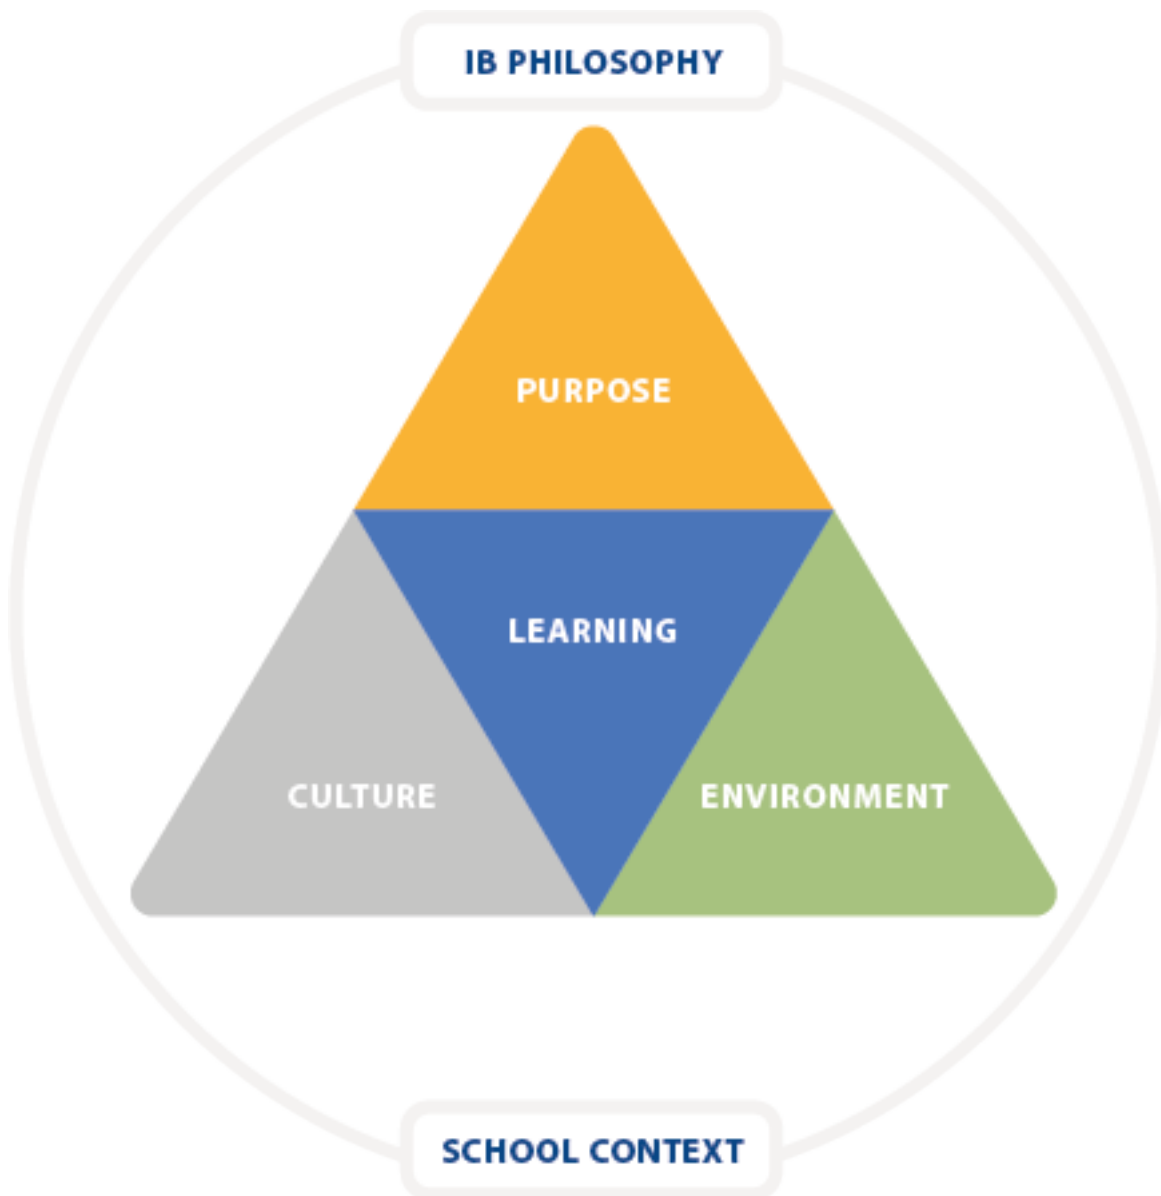 IB PHILOSOPHY
PURPOSE
LEARNING
CULTURE
ENVIRONMENT
SCHOOL CONTEXT